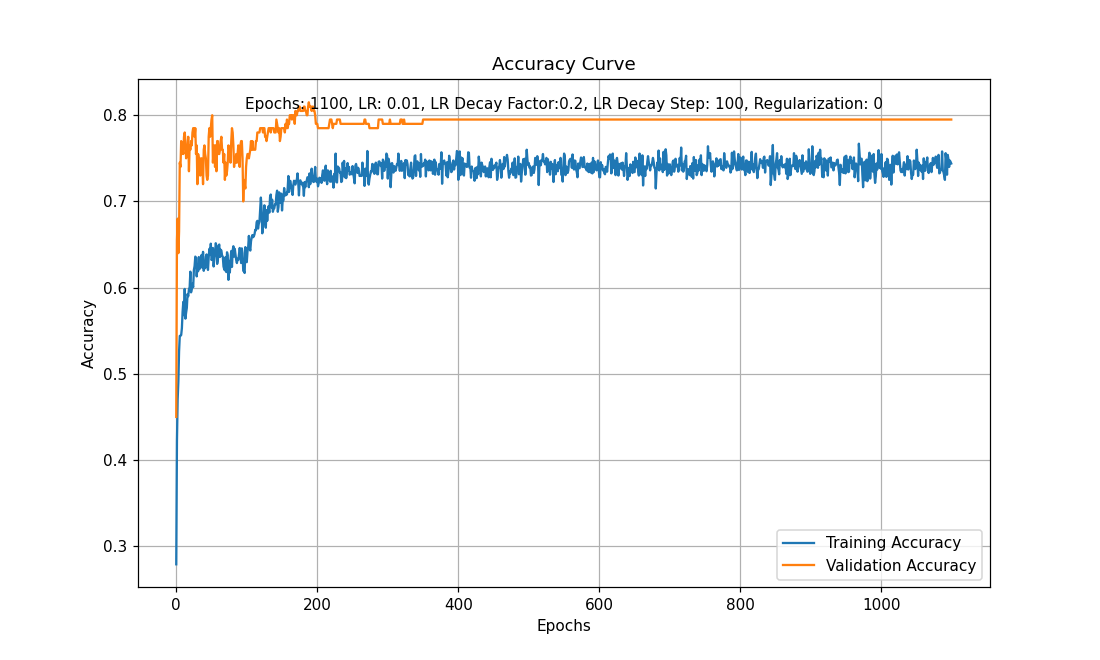 Accuracy Curve
Epochs: 1100, LR: 0.01, LR Decay Factor:0.2, LR Decay Step: 100, Regularization: 0
0.8
0.7
0.6
0.5
0.4
0.3
Accuracy
Training Accuracy
Validation Accuracy
0 200 400 600 800 1000
Epochs